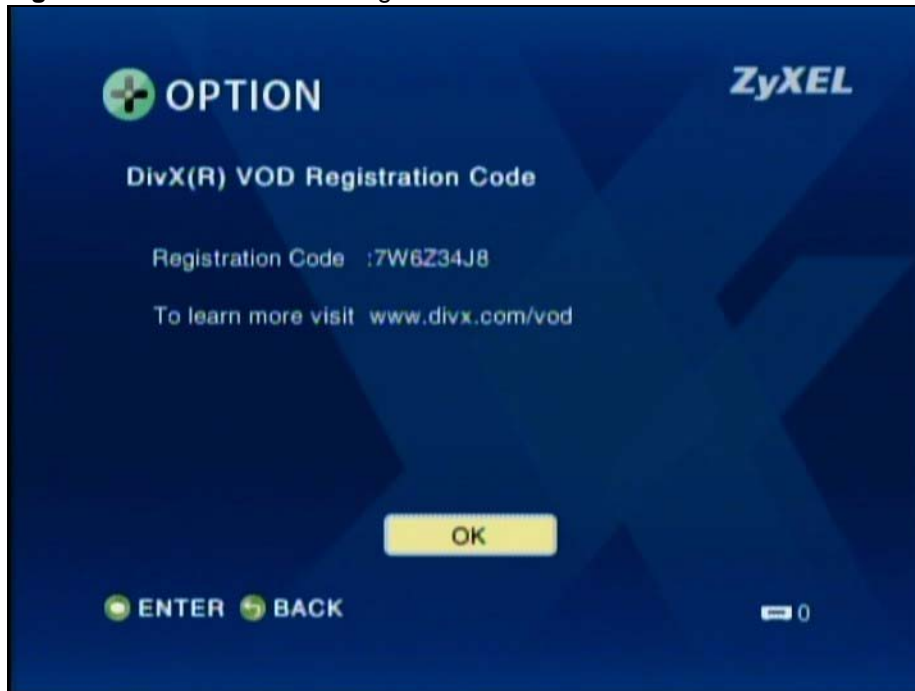 OPTION
ZyXEL
DivX(R) VOD Registration Code
Registration Code :7W6Z34J8
To learn more visit www.divx.com/vod
OK
ENTER BACK
0